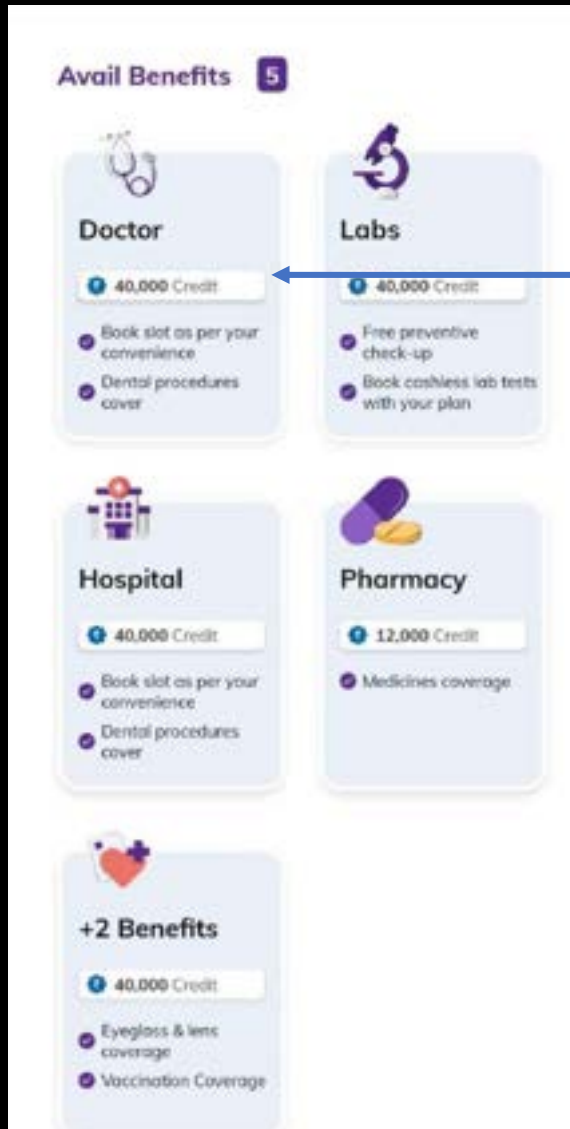 Avail Benefits 5
Doctor
40,000 Credit
Book slot as per your
convenience
Dental procedures
cover
Labs
40,000 Credit
Free preventive
check-up
Book cashless lab tests
with your plan
Hospital
40,000 Credit
Book slot as per your
convenience
Dental procedures
cover
Pharmacy
12,000 Credit
Medicines coverage
+2 Benefits
40,000 Credit
Eyeglass & lens
coverage
Vaccination Coverage